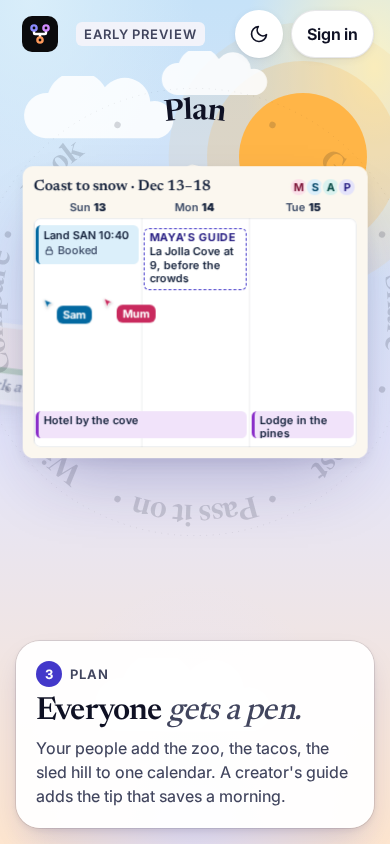 EARLY PREVIEW
Sign in
Plan
Coast to snow · Dec 13–18
M S A P
Sun 13
Mon 14
Tue 15
Land SAN 10:40
Booked
MAYA'S GUIDE
La Jolla Cove at
9, before the
crowds
Sam
Mum
Hotel by the cove
Lodge in the
pines
Pass it on
3 PLAN
Everyone gets a pen.
Your people add the zoo, the tacos, the
sled hill to one calendar. A creator's guide
adds the tip that saves a morning.